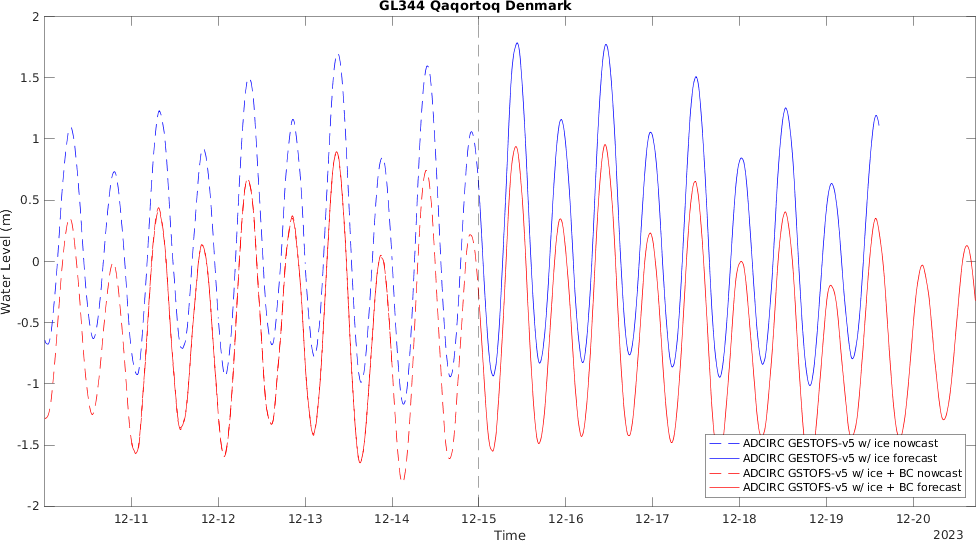 GL344 Qaqortoq Denmark
2
1.5
1
0.5
0
-0.5
-1
-1.5
-2
Water Level (m)
ADCIRC GESTOFS-v5 w/ ice nowcast
ADCIRC GESTOFS-v5 w/ ice forecast
ADCIRC GSTOFS-v5 w/ ice + BC nowcast
ADCIRC GSTOFS-v5 w/ ice + BC forecast
12-11 12-12 12-13 12-14 12-15 12-16 12-17 12-18 12-19 12-20
Time
2023